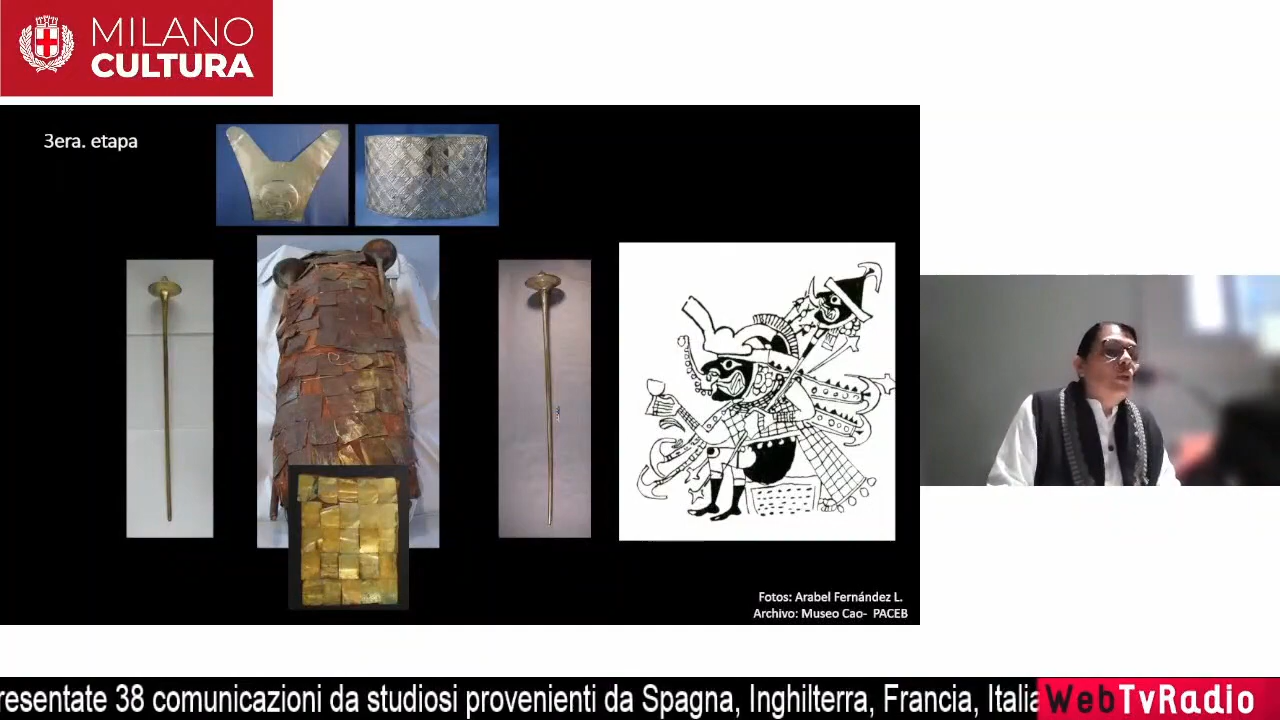 MILANO
CULTURA
3era. etapa
Fotos: Arabel Fernández L.
Archivo: Museo Cao- PACEB
resentate 38 comunicazioni da studiosi provenienti da Spagna, Inghilterra, Francia, Italia
WebTvRadio